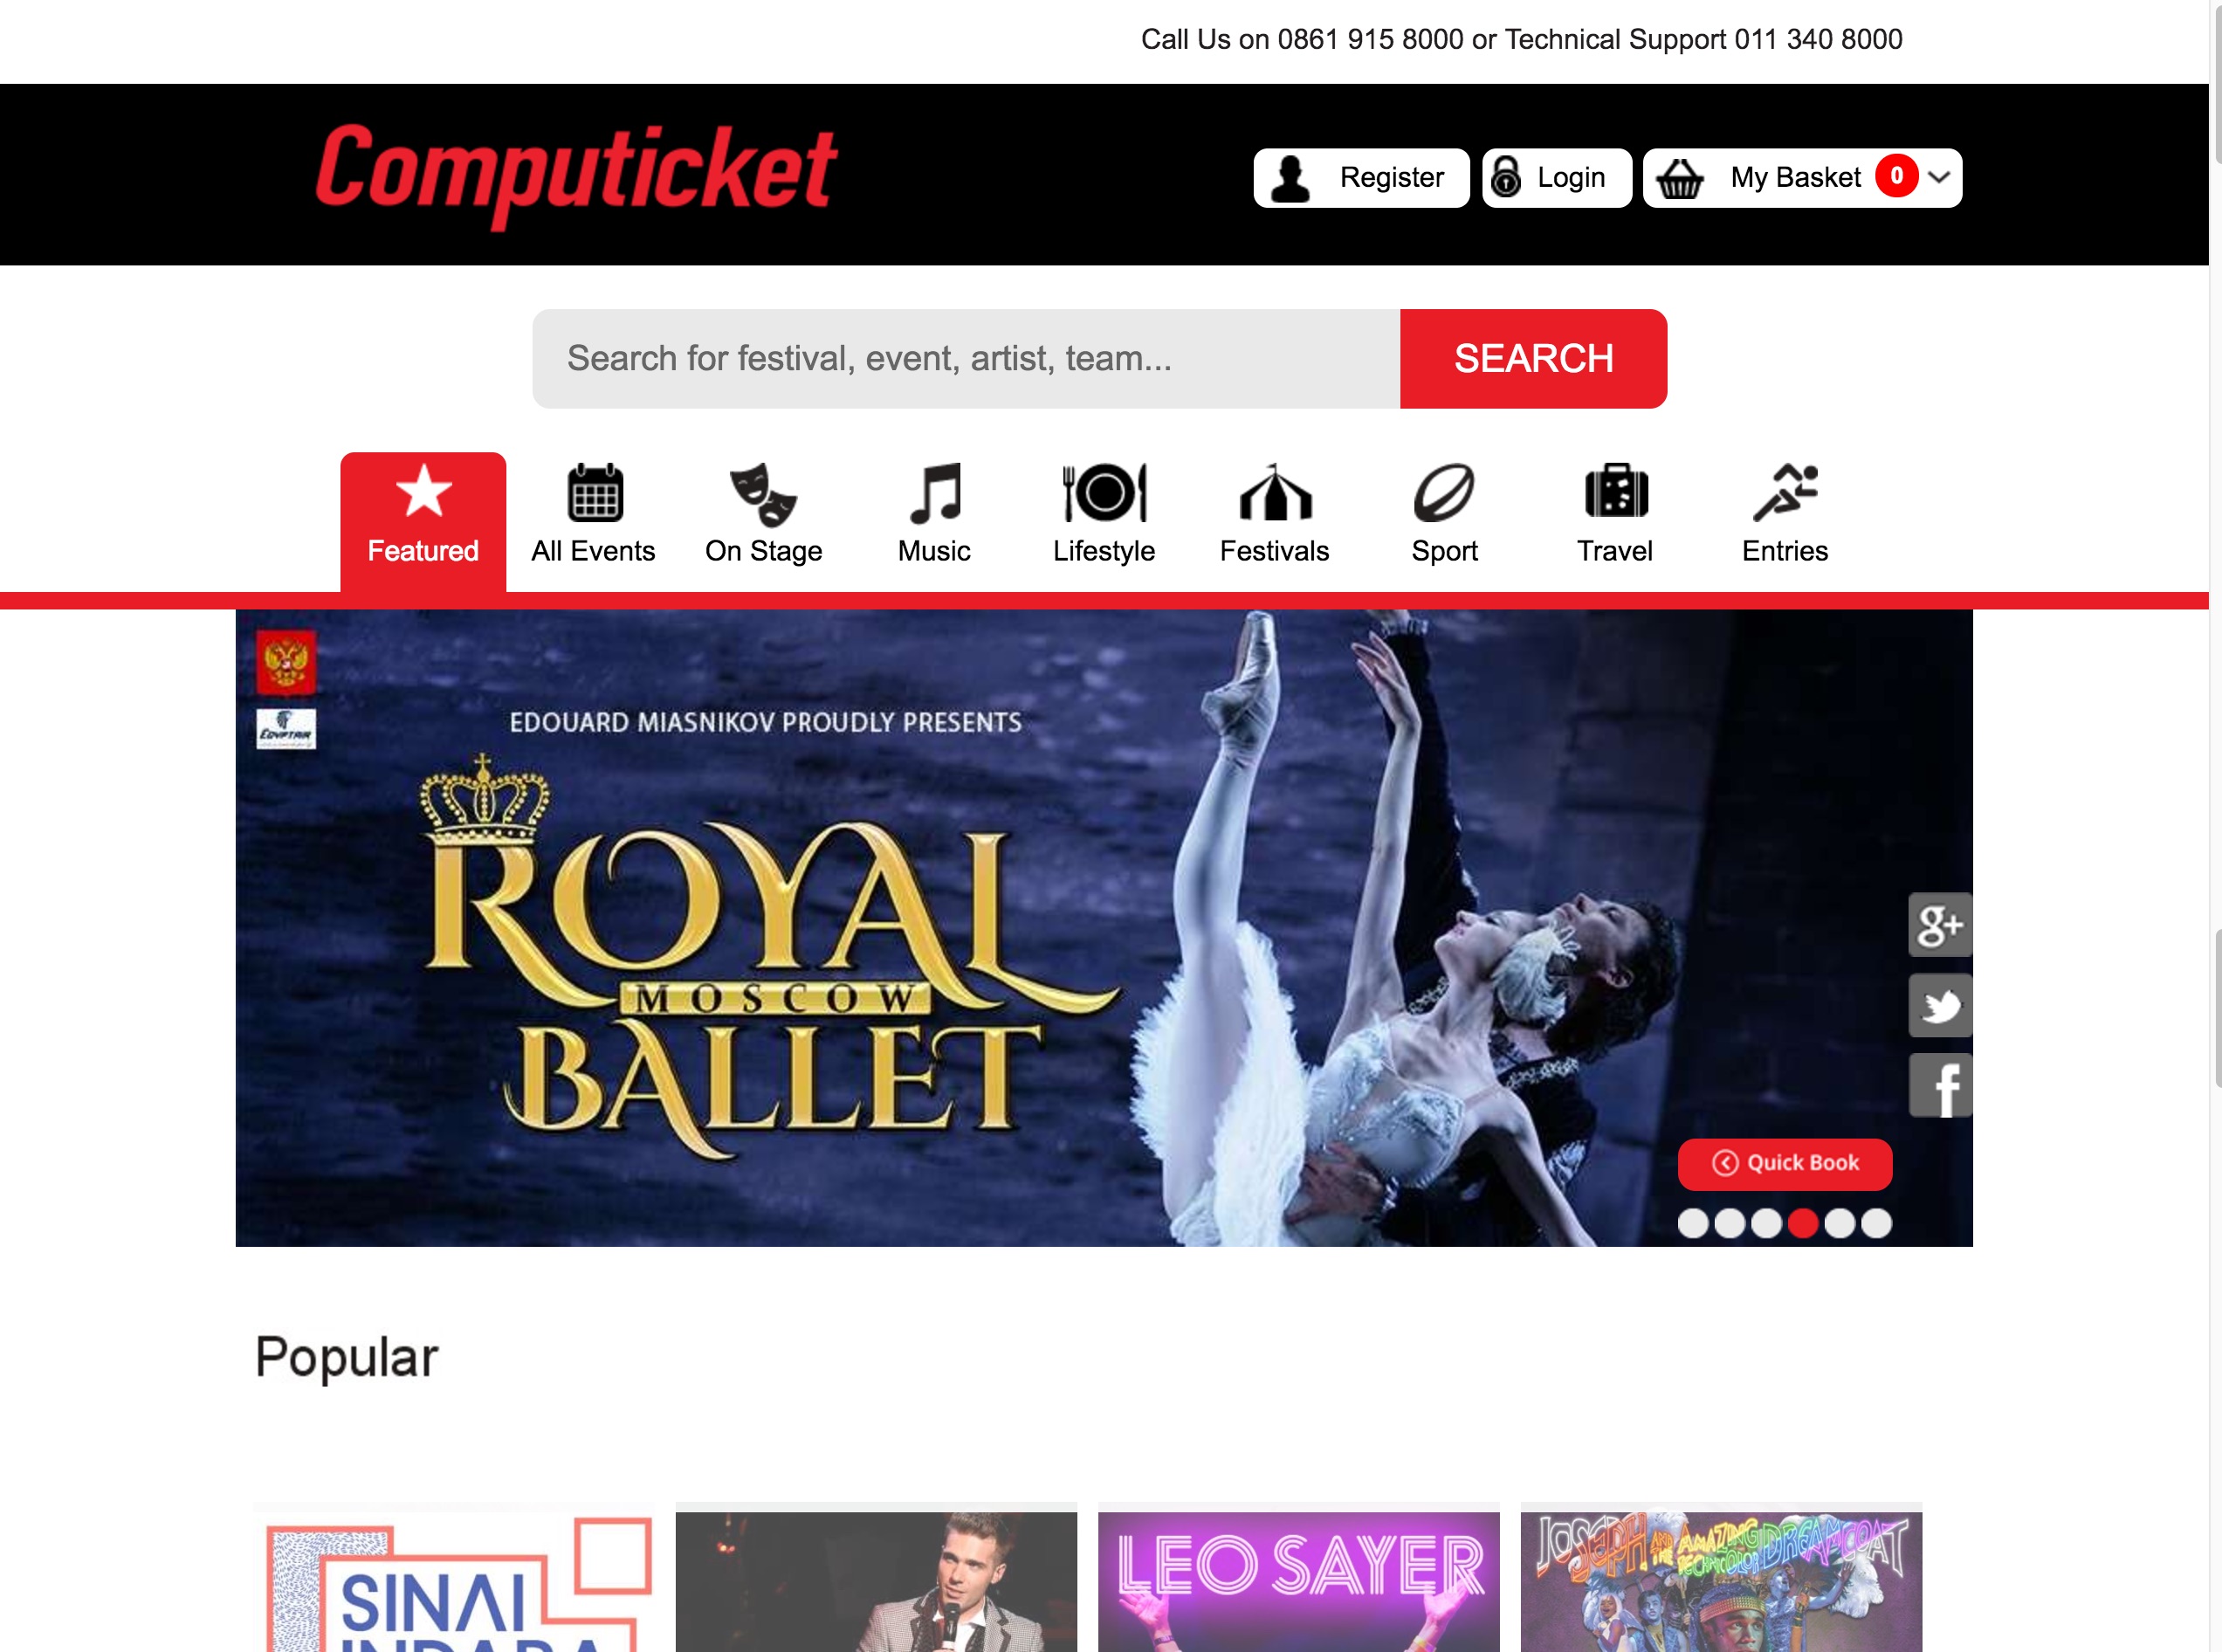 Call Us on 0861 915 8000 or Technical Support 011 340 8000
Computicket
Register
Login
My Basket 0
Search for festival, event, artist, team...
SEARCH
Featured
All Events
On Stage
Music
Lifestyle
Festivals
Sport
Travel
Entries
EGYPTAIR
EDOUARD MIASNIKOV PROUDLY PRESENTS
ROYAL
MOSCOW
BALLET
g+
f
Quick Book
Popular
SINAI
INDABA
LEO SAYER
JOSEPH AND THE AMAZING TECHNICOLOR DREAMCOAT